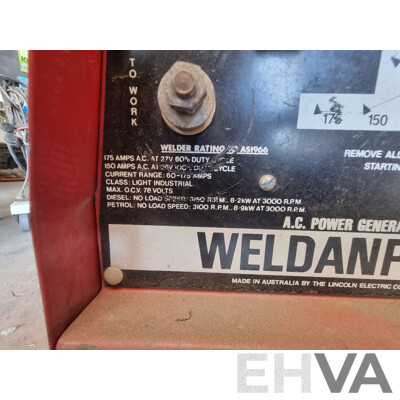 TO WORK
175 150
WELDER RATING TO AS1966
175 AMPS A.C. AT 27V 60% DUTY CYCLE
150 AMPS A.C. AT 26V 100% DUTY CYCLE
CURRENT RANGE: 60-175 AMPS
CLASS: LIGHT INDUSTRIAL
MAX. O.C.V. 78 VOLTS
DIESEL: NO LOAD SPEED: 3150 R.P.M., 8·2kW AT 3000 R.P.M.
PETROL: NO LOAD SPEED: 3100 R.P.M., 8·9kW AT 3000 R.P.M.
REMOVE ALL
STARTIN
A.C. POWER GENERA
WELDANP
MADE IN AUSTRALIA BY THE LINCOLN ELECTRIC CO
EHVA